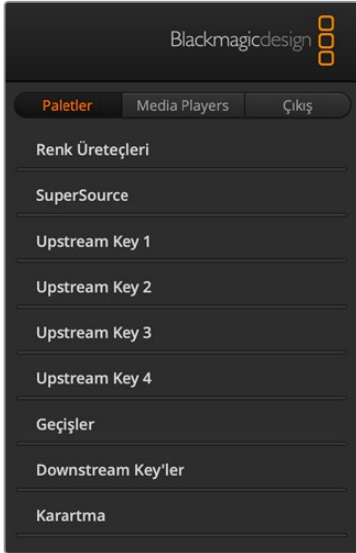 Blackmagicdesign
Paletler Media Players Çıkış
Renk Üreteçleri
SuperSource
Upstream Key 1
Upstream Key 2
Upstream Key 3
Upstream Key 4
Geçişler
Downstream Key'ler
Karartma